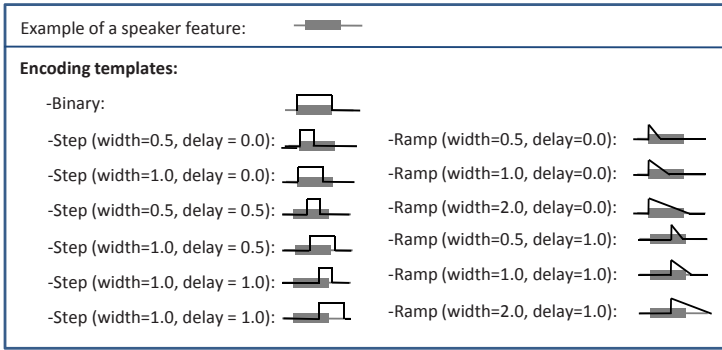 Example of a speaker feature:
Encoding templates:
-Binary:
-Step (width=0.5, delay = 0.0):
-Step (width=1.0, delay = 0.0):
-Step (width=0.5, delay = 0.5):
-Step (width=1.0, delay = 0.5):
-Step (width=1.0, delay = 1.0):
-Step (width=1.0, delay = 1.0):
-Ramp (width=0.5, delay=0.0):
-Ramp (width=1.0, delay=0.0):
-Ramp (width=2.0, delay=0.0):
-Ramp (width=0.5, delay=1.0):
-Ramp (width=1.0, delay=1.0):
-Ramp (width=2.0, delay=1.0):